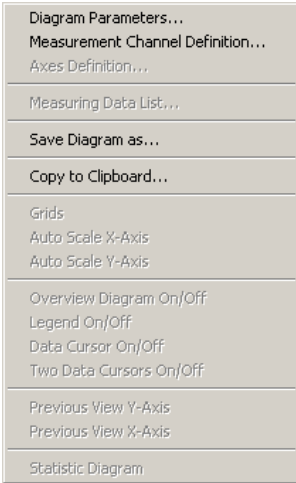 Diagram Parameters...
Measurement Channel Definition...
Axes Definition...
Measuring Data List...
Save Diagram as...
Copy to Clipboard...
Grids
Auto Scale X-Axis
Auto Scale Y-Axis
Overview Diagram On/Off
Legend On/Off
Data Cursor On/Off
Two Data Cursors On/Off
Previous View Y-Axis
Previous View X-Axis
Statistic Diagram